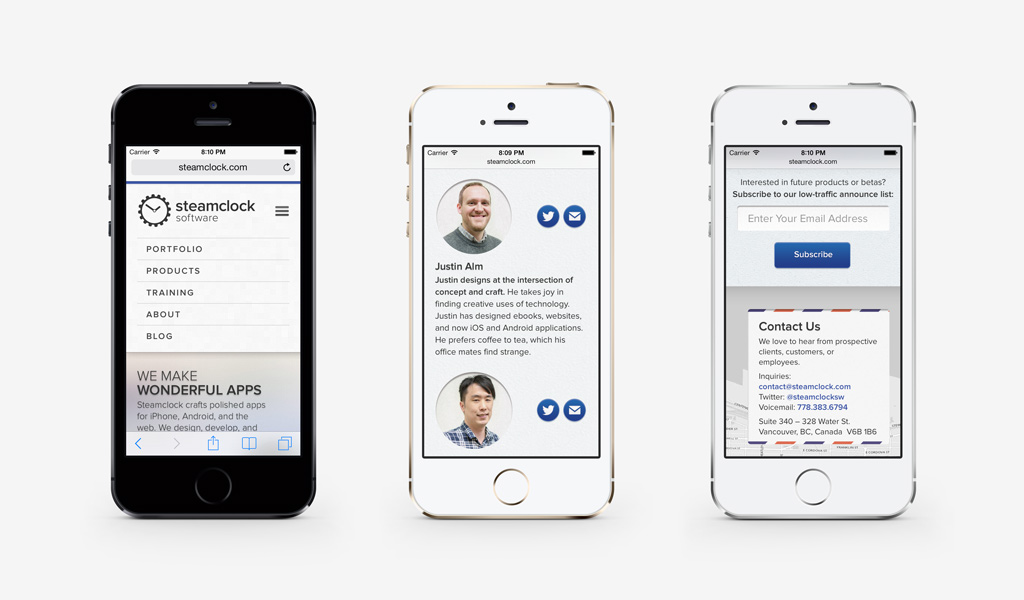 Carrier 8:10 PM
steamclock.com
steamclock
software
PORTFOLIO
PRODUCTS
TRAINING
ABOUT
BLOG
WE MAKE
WONDERFUL APPS
Steamclock crafts polished apps
for iPhone, Android, and the
web. We design, develop, and
Carrier 8:09 PM
steamclock.com
Justin Alm
Justin designs at the intersection of
concept and craft. He takes joy in
finding creative uses of technology.
Justin has designed ebooks, websites,
and now iOS and Android applications.
He prefers coffee to tea, which his
office mates find strange.
Carrier 8:10 PM
steamclock.com
Interested in future products or betas?
Subscribe to our low-traffic announce list:
Enter Your Email Address
Subscribe
Contact Us
We love to hear from prospective
clients, customers, or
employees.
Inquiries:
contact@steamclock.com
Twitter: @steamclocksw
Voicemail: 778.383.6794
Suite 340 – 328 Water St.
Vancouver, BC, Canada V6B 1B6